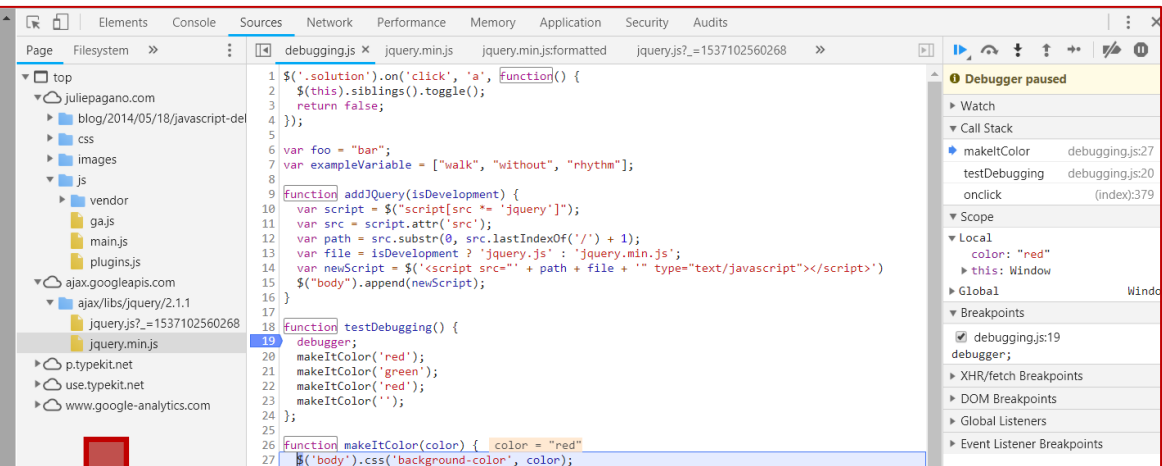 Elements Console Sources Network Performance Memory Application Security Audits
Page Filesystem »
debugging.js × jquery.min.js jquery.min.js:formatted jquery.js?_=1537102560268 »
top
juliepagano.com
blog/2014/05/18/javascript-del
css
images
js
vendor
ga.js
main.js
plugins.js
ajax.googleapis.com
ajax/libs/jquery/2.1.1
jquery.js?_=1537102560268
jquery.min.js
p.typekit.net
use.typekit.net
www.google-analytics.com
1 $('.solution').on('click', 'a', function() {
2 $(this).siblings().toggle();
3 return false;
4 });
5
6 var foo = "bar";
7 var exampleVariable = ["walk", "without", "rhythm"];
8
9 function addJQuery(isDevelopment) {
10 var script = $("script[src *= 'jquery']");
11 var src = script.attr('src');
12 var path = src.substr(0, src.lastIndexOf('/') + 1);
13 var file = isDevelopment ? 'jquery.js' : 'jquery.min.js';
14 var newScript = $('<script src="' + path + file + '" type="text/javascript"></script>')
15 $("body").append(newScript);
16 }
17
18 function testDebugging() {
19 debugger;
20 makeItColor('red');
21 makeItColor('green');
22 makeItColor('red');
23 makeItColor('');
24 };
25
26 function makeItColor(color) { color = "red"
27 $('body').css('background-color', color);
Debugger paused
Watch
Call Stack
makeItColor debugging.js:27
testDebugging debugging.js:20
onclick (index):379
Scope
Local
color: "red"
this: Window
Global Windo
Breakpoints
debugging.js:19
debugger;
XHR/fetch Breakpoints
DOM Breakpoints
Global Listeners
Event Listener Breakpoints